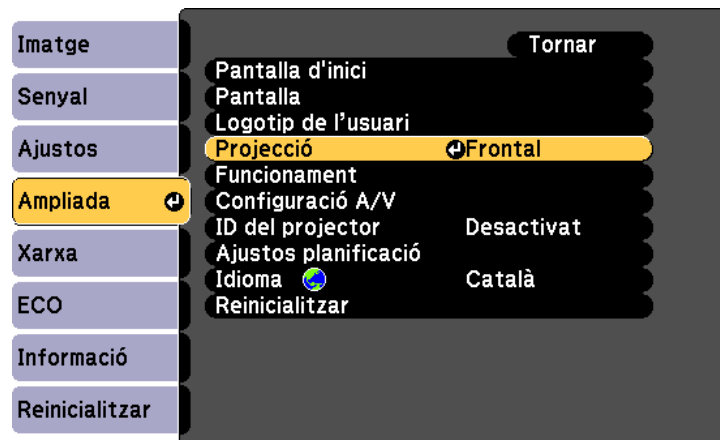 Imatge
Senyal
Ajustos
Ampliada
Xarxa
ECO
Informació
Reinicialitzar
Tornar
Pantalla d'inici
Pantalla
Logotip de l’usuari
Projecció Frontal
Funcionament
Configuració A/V
ID del projector Desactivat
Ajustos planificació
Idioma Català
Reinicialitzar